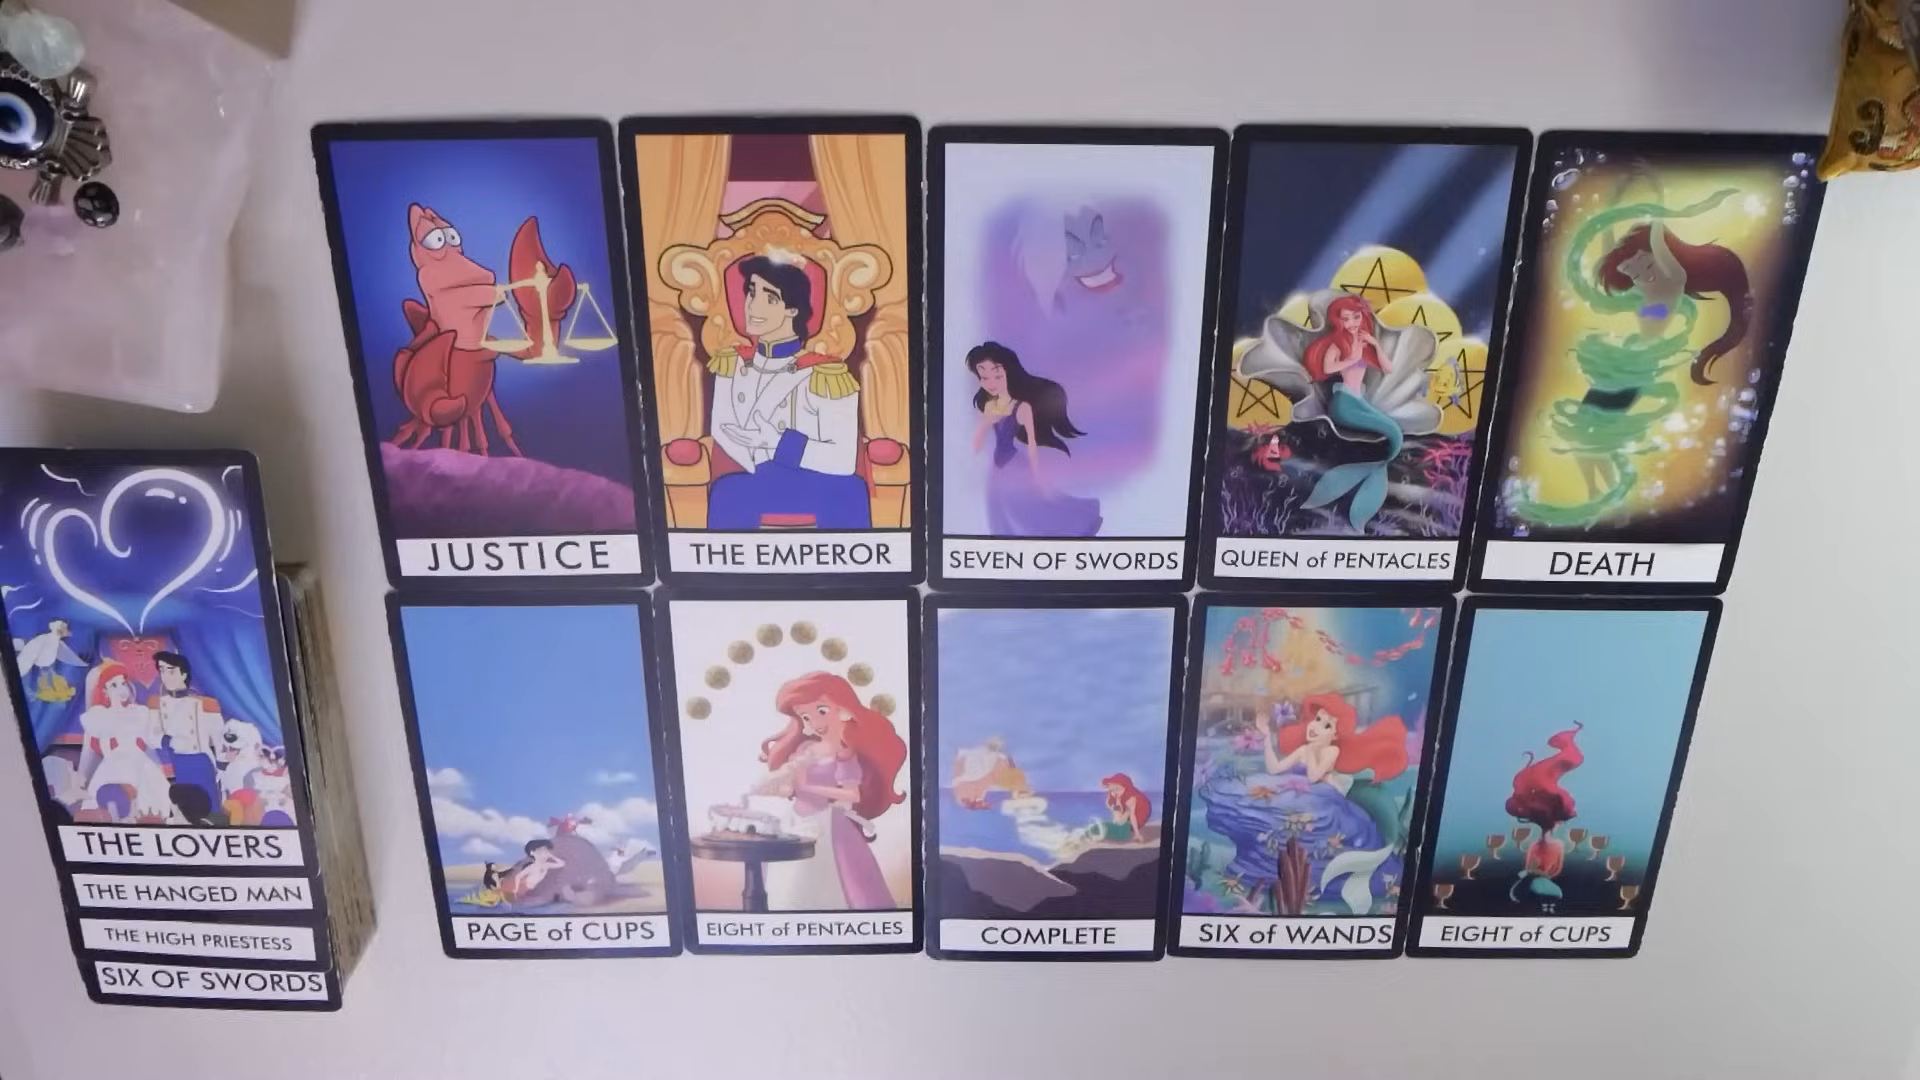 JUSTICE
THE EMPEROR
SEVEN OF SWORDS
QUEEN of PENTACLES
DEATH
PAGE of CUPS
EIGHT of PENTACLES
COMPLETE
SIX of WANDS
EIGHT of CUPS
THE LOVERS
THE HANGED MAN
THE HIGH PRIESTESS
SIX OF SWORDS